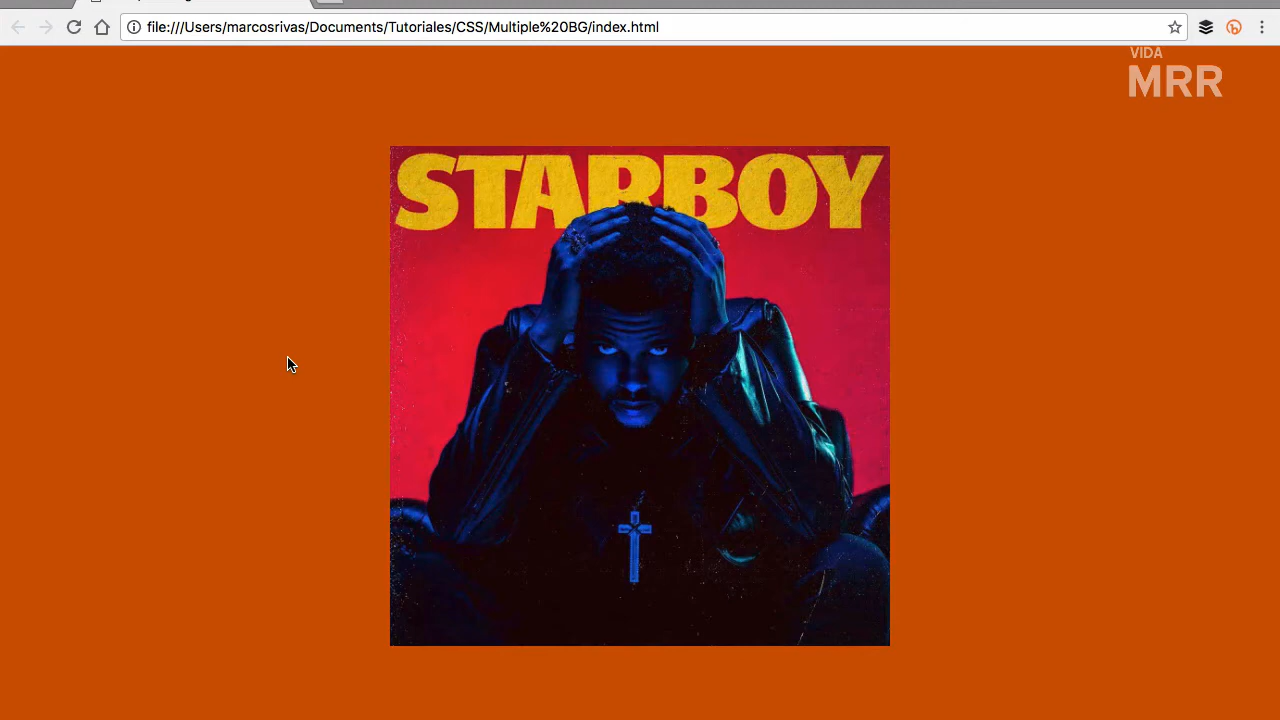 file:///Users/marcosrivas/Documents/Tutoriales/CSS/Multiple%20BG/index.html
VIDA
MRR
STARBOY